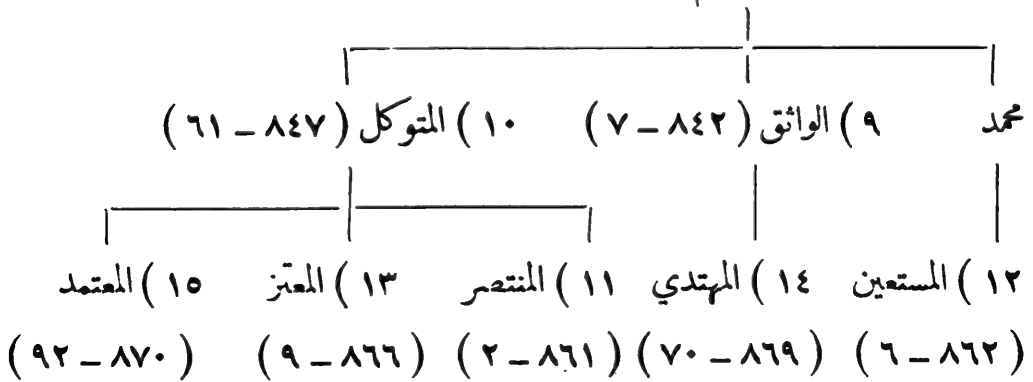 محمد ٩ ) الواثق ( ٨٤٢ – ٧ ) ١٠ ) المتوكل ( ٨٤٧ – ٦١ )
١٢ ) المستعين ١٤ ) المهتدي ١١ ) المنتصر ١٣ ) المعتز ١٥ ) المعتمد
( ٨٦٢ – ٦ ) ( ٨٦٩ – ٧٠ ) ( ٨٦١ – ٢ ) ( ٨٦٦ – ٩ ) ( ٨٧٠ – ٩٢ )